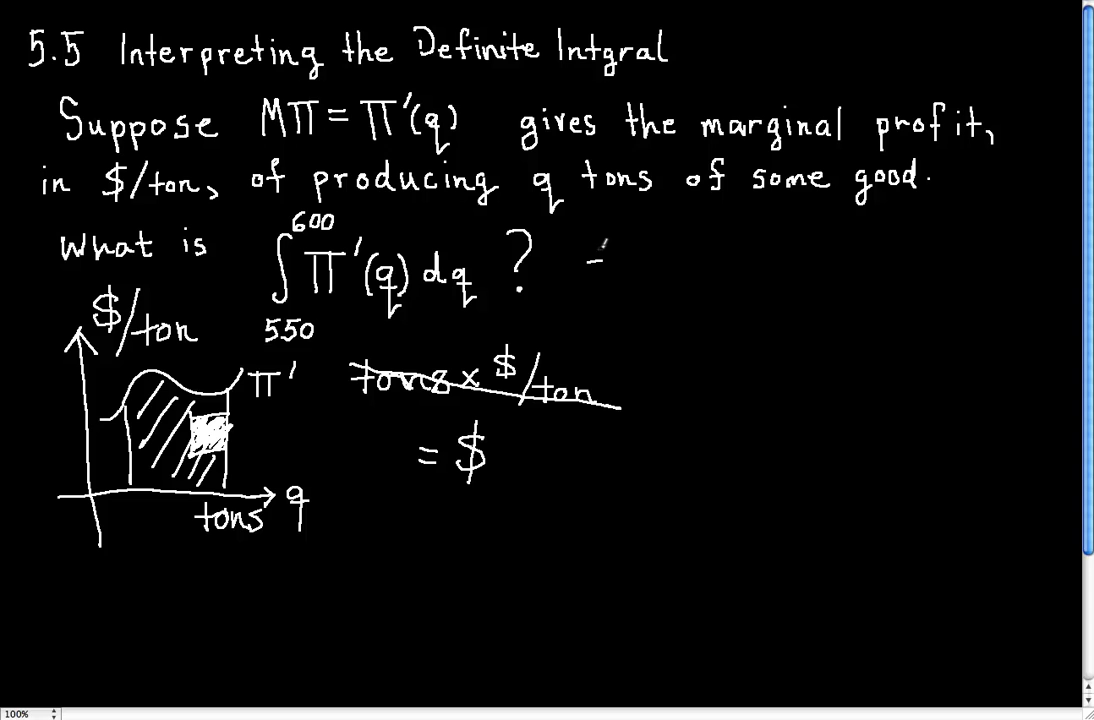 5.5 Interpreting the Definite Intgral
Suppose MΠ = Π'(q) gives the marginal profit,
in $/ton, of producing q tons of some good.
What is ∫₅₅₀⁶⁰⁰ Π'(q) dq ? =
$/ton
Π'
tons × $/ton
= $
q
tons
100%